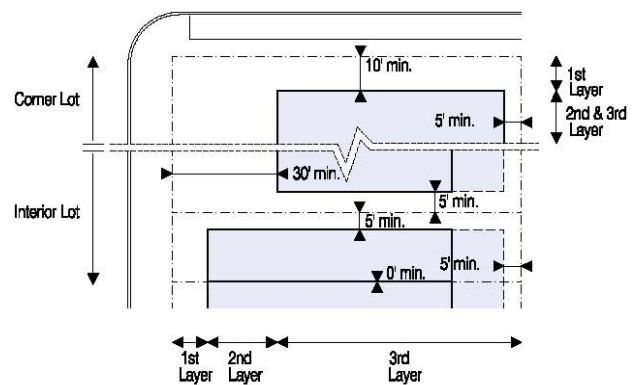 10' min.
1st
Layer
Corner Lot
5' min.
2nd & 3rd
Layer
30' min.
5' min.
Interior Lot
5' min.
5' min.
0' min.
1st
Layer
2nd
Layer
3rd
Layer